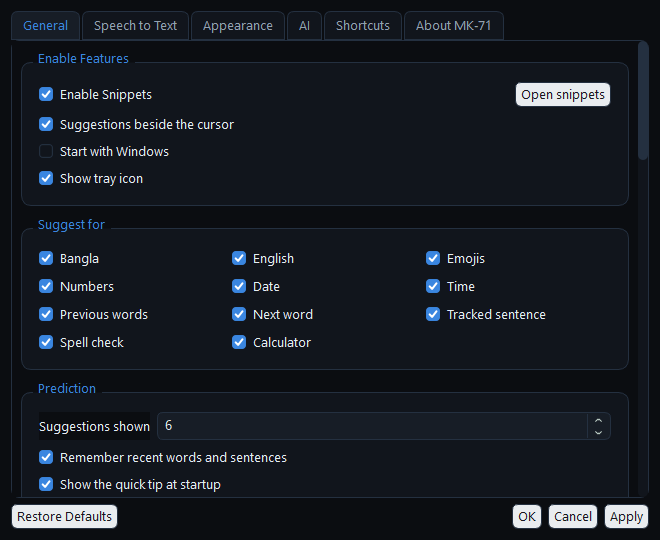 General Speech to Text Appearance AI Shortcuts About MK-71
Enable Features
Enable Snippets Open snippets
Suggestions beside the cursor
Start with Windows
Show tray icon
Suggest for
Bangla English Emojis
Numbers Date Time
Previous words Next word Tracked sentence
Spell check Calculator
Prediction
Suggestions shown 6
Remember recent words and sentences
Show the quick tip at startup
Restore Defaults OK Cancel Apply